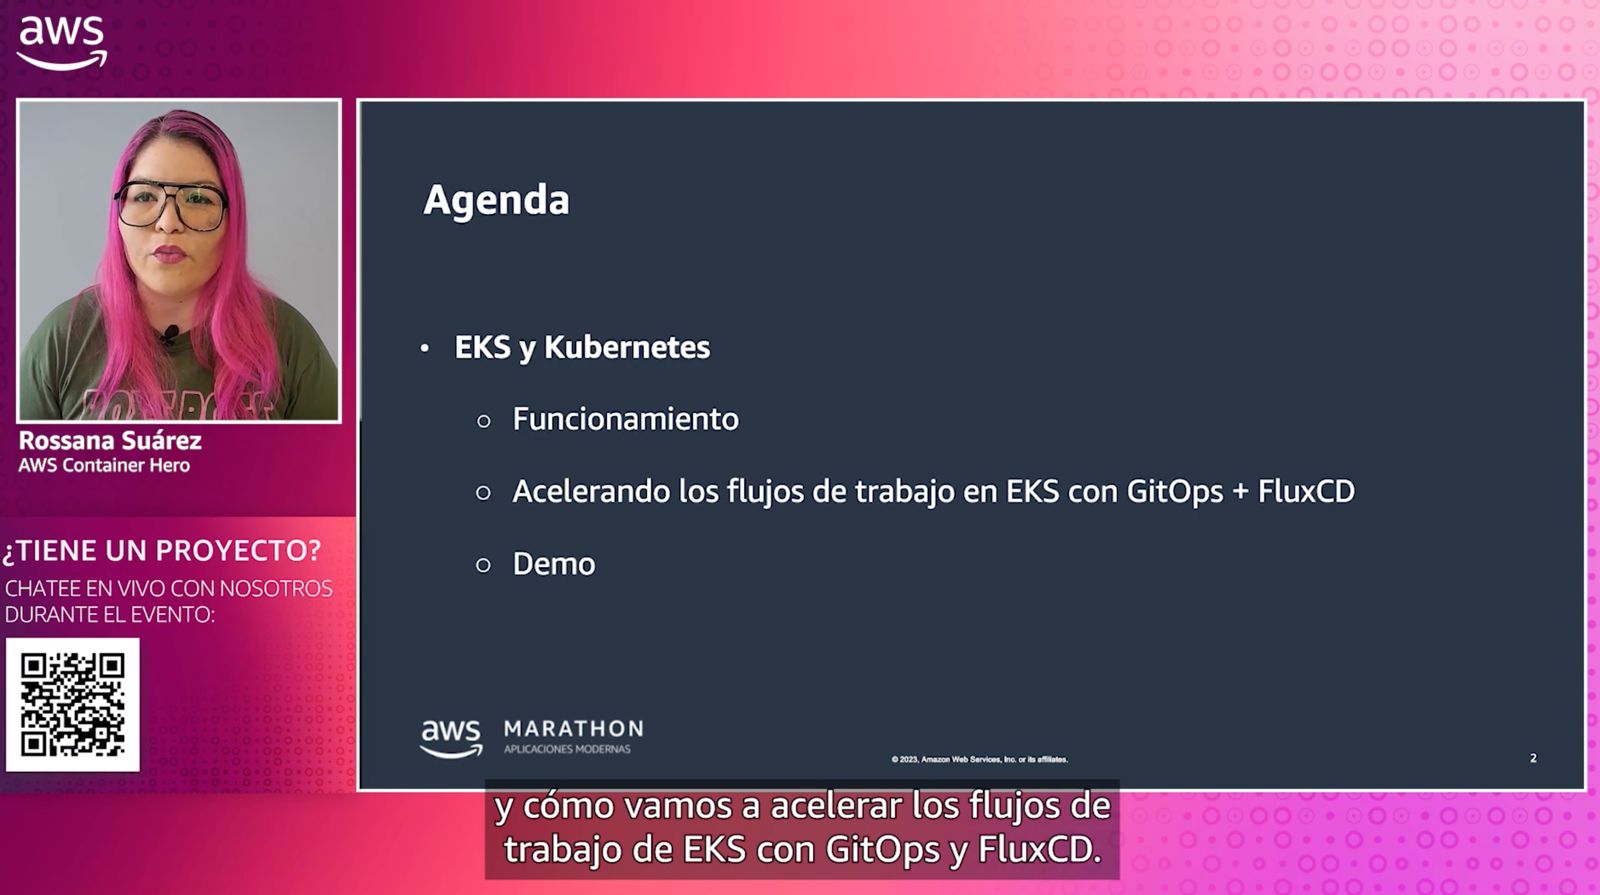 aws
Rossana Suárez
AWS Container Hero
¿TIENE UN PROYECTO?
CHATEE EN VIVO CON NOSOTROS
DURANTE EL EVENTO:
Agenda
• EKS y Kubernetes
○ Funcionamiento
○ Acelerando los flujos de trabajo en EKS con GitOps + FluxCD
○ Demo
aws MARATHON
APLICACIONES MODERNAS
© 2023, Amazon Web Services, Inc. or its affiliates.
2
y cómo vamos a acelerar los flujos de
trabajo de EKS con GitOps y FluxCD.